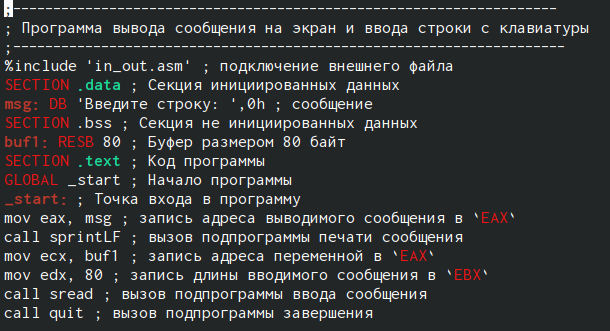 ;--------------------------------------------------------------------
; Программа вывода сообщения на экран и ввода строки с клавиатуры
;---------------------------------------------------------------------
%include 'in_out.asm' ; подключение внешнего файла
SECTION .data ; Секция инициированных данных
msg: DB 'Введите строку: ',0h ; сообщение
SECTION .bss ; Секция не инициированных данных
buf1: RESB 80 ; Буфер размером 80 байт
SECTION .text ; Код программы
GLOBAL _start ; Начало программы
_start: ; Точка входа в программу
mov eax, msg ; запись адреса выводимого сообщения в `EAX`
call sprintLF ; вызов подпрограммы печати сообщения
mov ecx, buf1 ; запись адреса переменной в `EAX`
mov edx, 80 ; запись длины вводимого сообщения в `EBX`
call sread ; вызов подпрограммы ввода сообщения
call quit ; вызов подпрограммы завершения